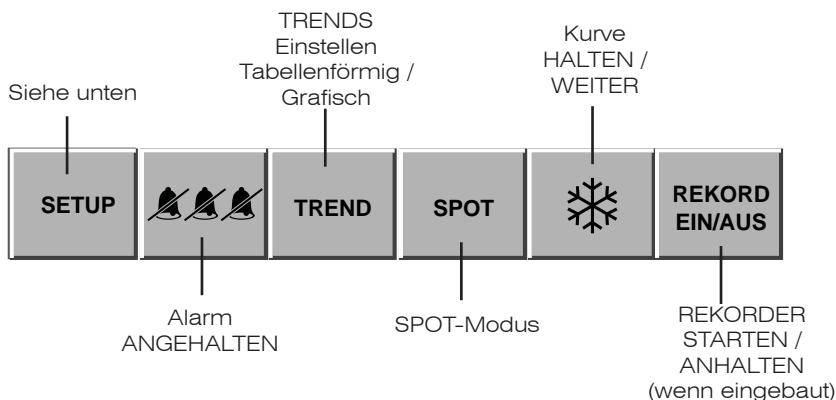 TRENDS
Einstellen
Tabellenförmig /
Grafisch
Kurve
HALTEN /
WEITER
Siehe unten
SETUP
TREND
SPOT
REKORD
EIN/AUS
Alarm
ANGEHALTEN
SPOT-Modus
REKORDER
STARTEN /
ANHALTEN
(wenn eingebaut)